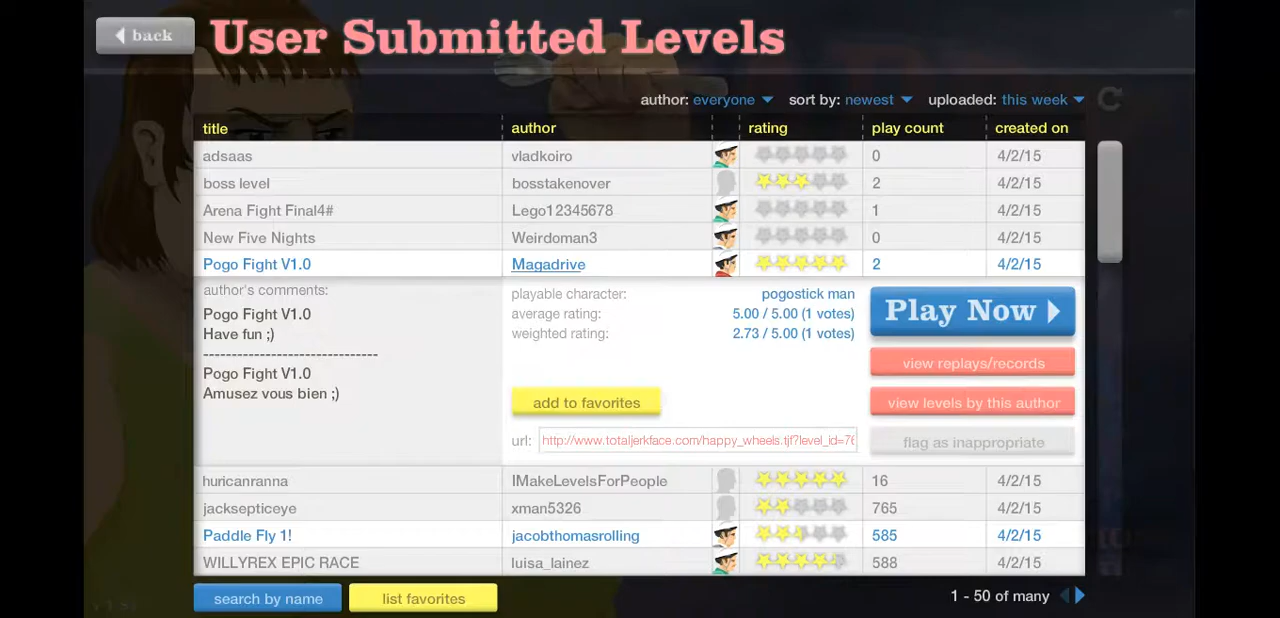 back
User Submitted Levels
author: everyone sort by: newest uploaded: this week
title author rating play count created on
adsaas vladkoiro 0 4/2/15
boss level bosstakenover 2 4/2/15
Arena Fight Final4# Lego12345678 1 4/2/15
New Five Nights Weirdoman3 0 4/2/15
Pogo Fight V1.0 Magadrive 2 4/2/15
author's comments:
Pogo Fight V1.0
Have fun ;)
--------------------------------
Pogo Fight V1.0
Amusez vous bien ;)
playable character: pogostick man
average rating: 5.00 / 5.00 (1 votes)
weighted rating: 2.73 / 5.00 (1 votes)
add to favorites
url: http://www.totaljerkface.com/happy_wheels.tjf?level_id=76
Play Now
view replays/records
view levels by this author
flag as inappropriate
huricanranna IMakeLevelsForPeople 16 4/2/15
jacksepticeye xman5326 765 4/2/15
Paddle Fly 1! jacobthomasrolling 585 4/2/15
WILLYREX EPIC RACE luisa_lainez 588 4/2/15
search by name list favorites 1 - 50 of many